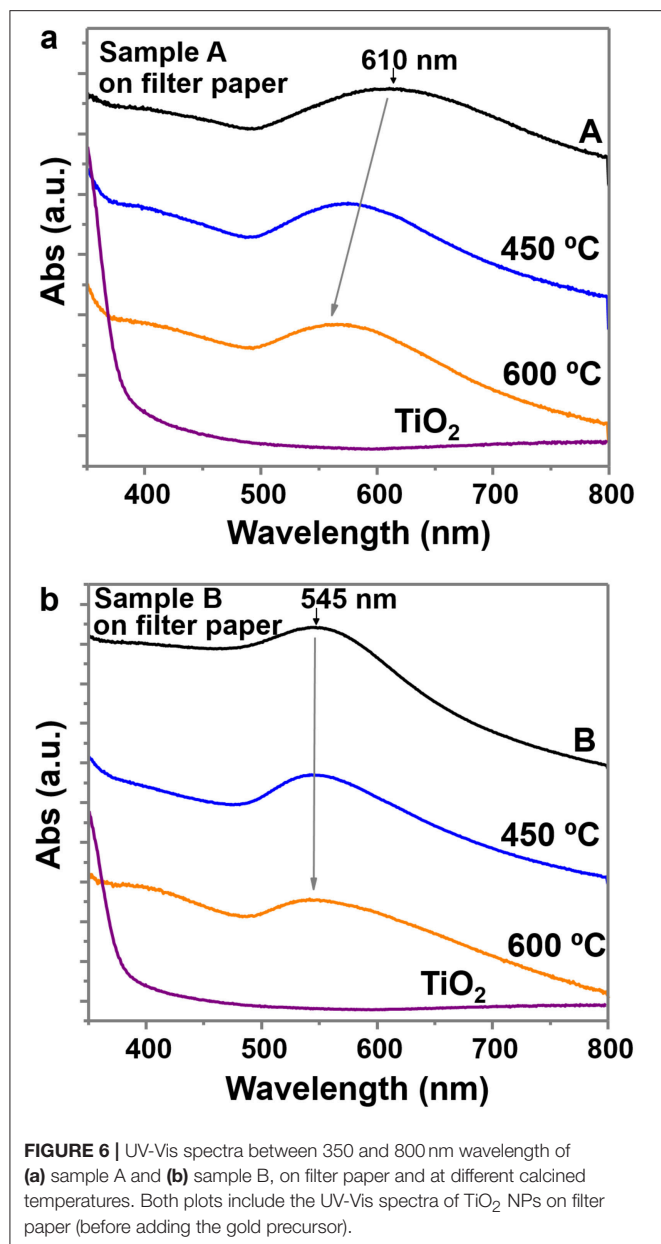 a
Sample A
on filter paper
610 nm
A
450 ºC
600 ºC
TiO₂
Abs (a.u.)
400 500 600 700 800
Wavelength (nm)
b
Sample B
on filter paper
545 nm
B
450 ºC
600 ºC
TiO₂
Abs (a.u.)
400 500 600 700 800
Wavelength (nm)
FIGURE 6 | UV-Vis spectra between 350 and 800 nm wavelength of
(a) sample A and (b) sample B, on filter paper and at different calcined
temperatures. Both plots include the UV-Vis spectra of TiO₂ NPs on filter
paper (before adding the gold precursor).